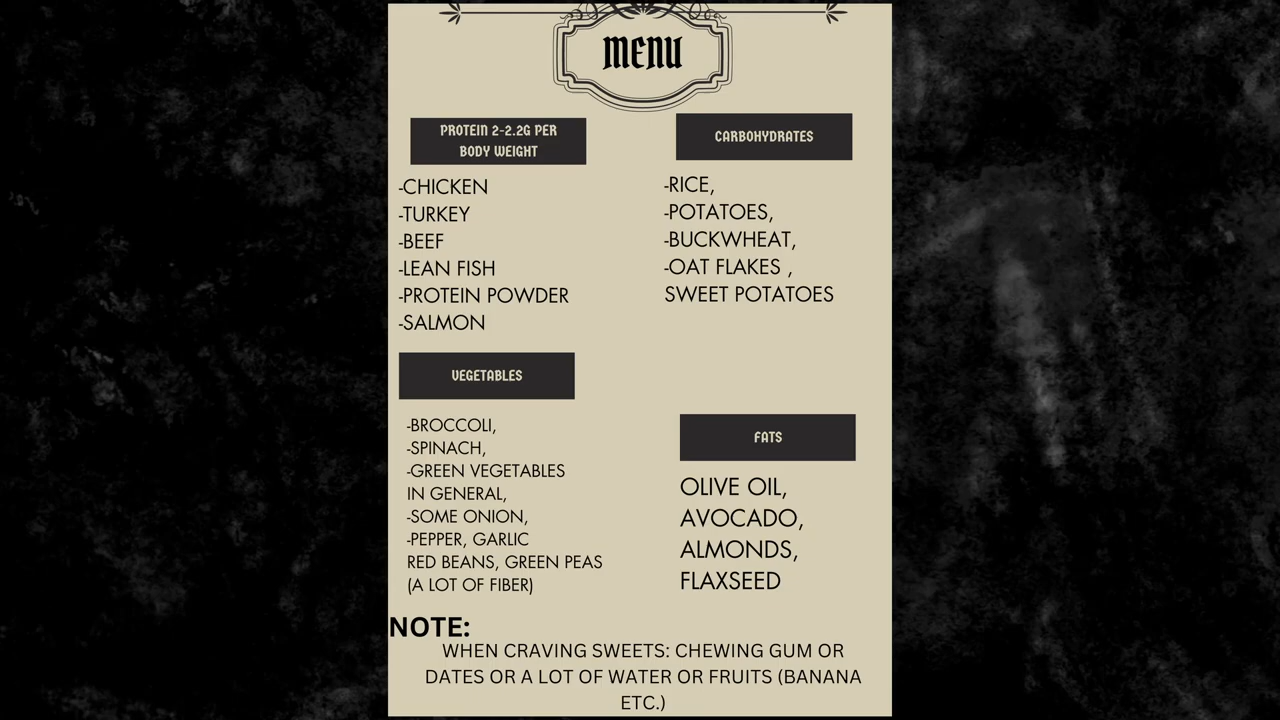 MENU
PROTEIN 2-2.2G PER
BODY WEIGHT
-CHICKEN
-TURKEY
-BEEF
-LEAN FISH
-PROTEIN POWDER
-SALMON
CARBOHYDRATES
-RICE,
-POTATOES,
-BUCKWHEAT,
-OAT FLAKES ,
SWEET POTATOES
VEGETABLES
-BROCCOLI,
-SPINACH,
-GREEN VEGETABLES
IN GENERAL,
-SOME ONION,
-PEPPER, GARLIC
RED BEANS, GREEN PEAS
(A LOT OF FIBER)
FATS
OLIVE OIL,
AVOCADO,
ALMONDS,
FLAXSEED
NOTE:
WHEN CRAVING SWEETS: CHEWING GUM OR
DATES OR A LOT OF WATER OR FRUITS (BANANA
ETC.)